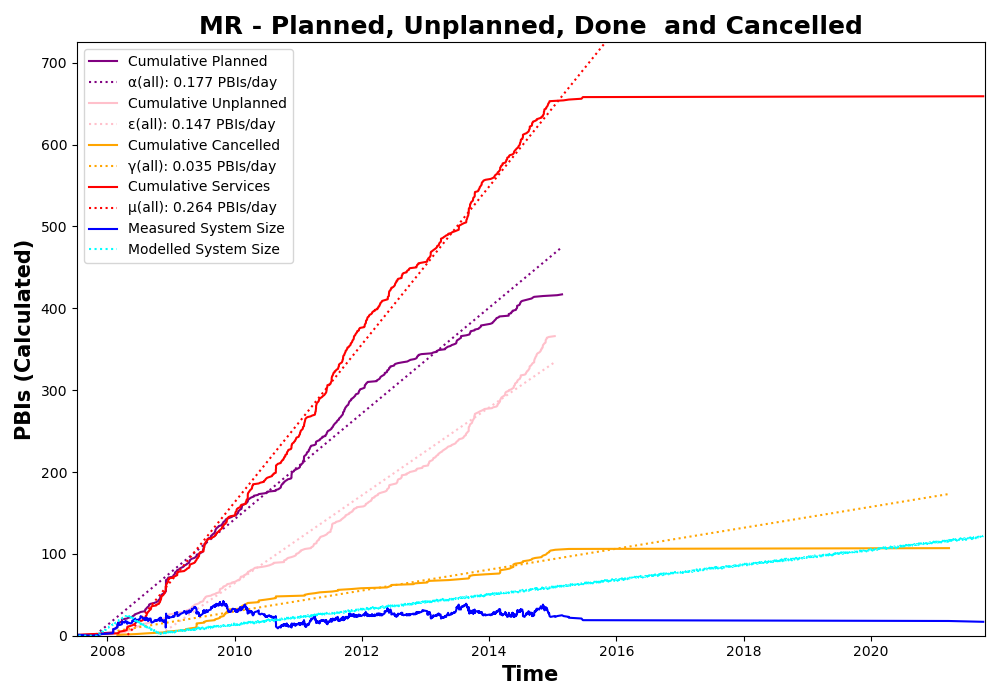 MR - Planned, Unplanned, Done  and Cancelled
PBIs (Calculated)
700
600
500
400
300
200
100
0
Cumulative Planned
α(all): 0.177 PBIs/day
Cumulative Unplanned
ε(all): 0.147 PBIs/day
Cumulative Cancelled
γ(all): 0.035 PBIs/day
Cumulative Services
μ(all): 0.264 PBIs/day
Measured System Size
Modelled System Size
2008 2010 2012 2014 2016 2018 2020
Time